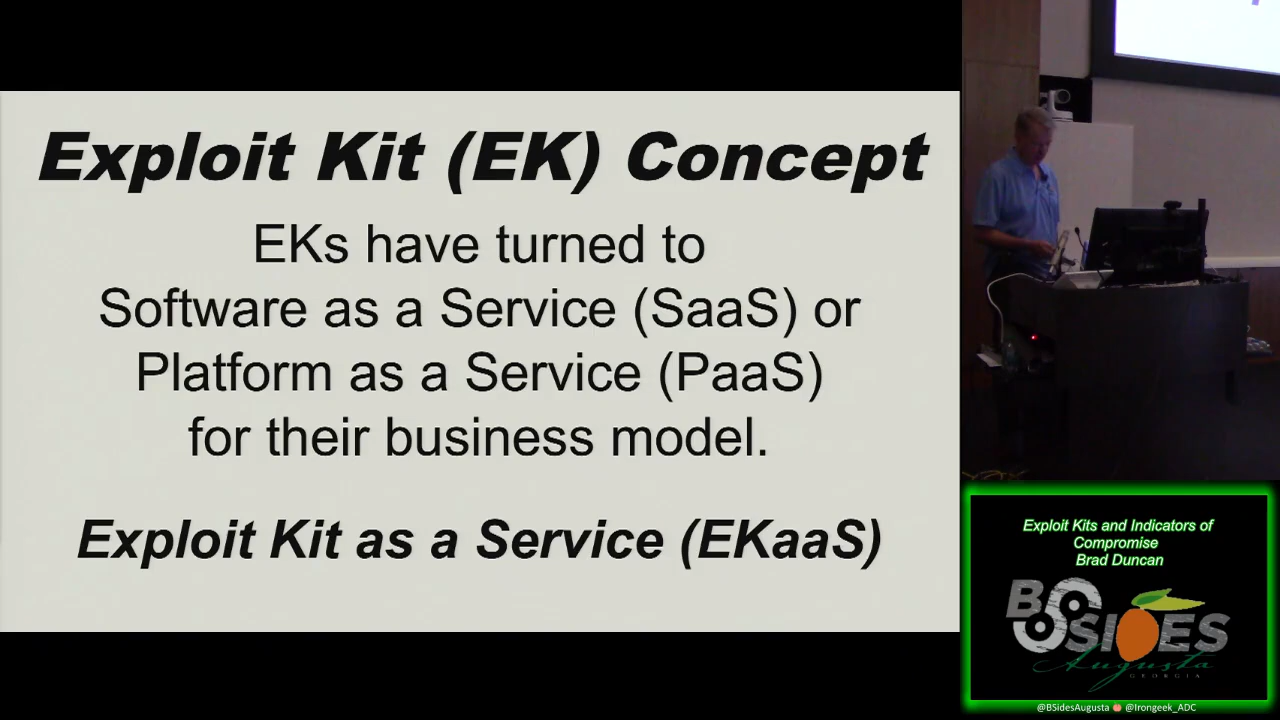 Exploit Kit (EK) Concept
EKs have turned to
Software as a Service (SaaS) or
Platform as a Service (PaaS)
for their business model.
Exploit Kit as a Service (EKaaS)
Exploit Kits and Indicators of
Compromise
Brad Duncan
BSIDES
Augusta
GEORGIA
@BSidesAugusta @Irongeek_ADC